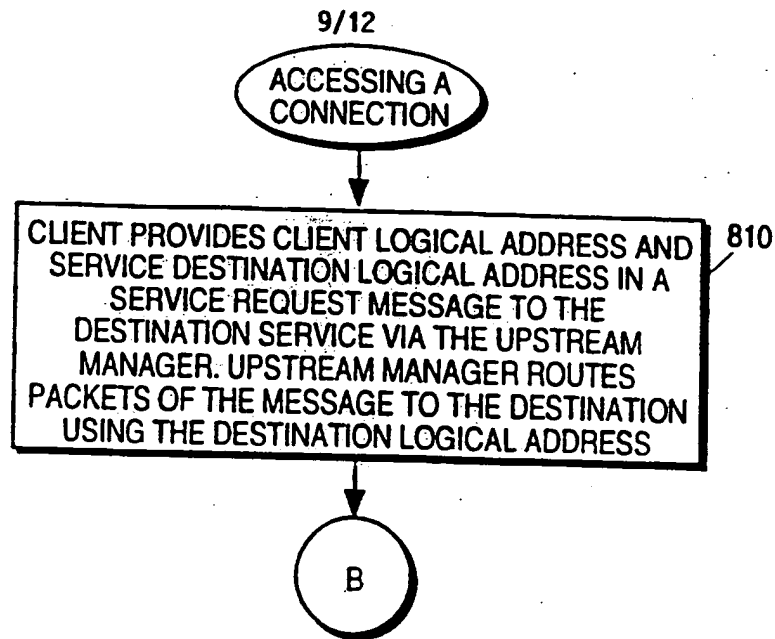 9/12
ACCESSING A
CONNECTION
CLIENT PROVIDES CLIENT LOGICAL ADDRESS AND
SERVICE DESTINATION LOGICAL ADDRESS IN A
SERVICE REQUEST MESSAGE TO THE
DESTINATION SERVICE VIA THE UPSTREAM
MANAGER. UPSTREAM MANAGER ROUTES
PACKETS OF THE MESSAGE TO THE DESTINATION
USING THE DESTINATION LOGICAL ADDRESS
810
B